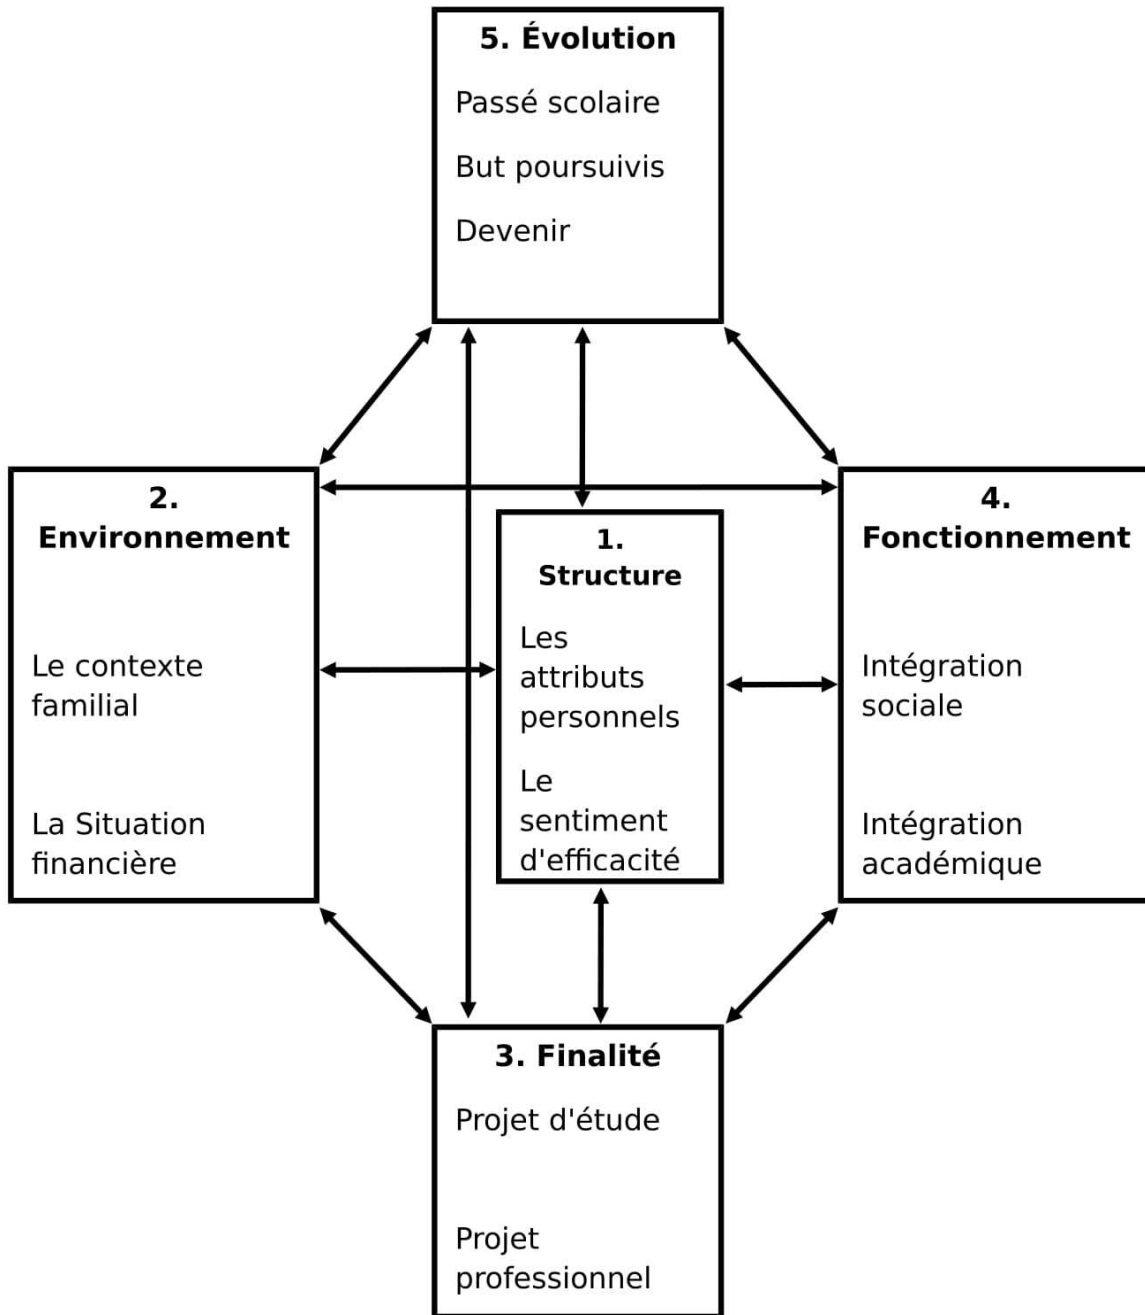 5. Évolution
Passé scolaire
But poursuivis
Devenir
2.
Environnement
Le contexte
familial
La Situation
financière
1.
Structure
Les
attributs
personnels
Le
sentiment
d'efficacité
4.
Fonctionnement
Intégration
sociale
Intégration
académique
3. Finalité
Projet d'étude
Projet
professionnel